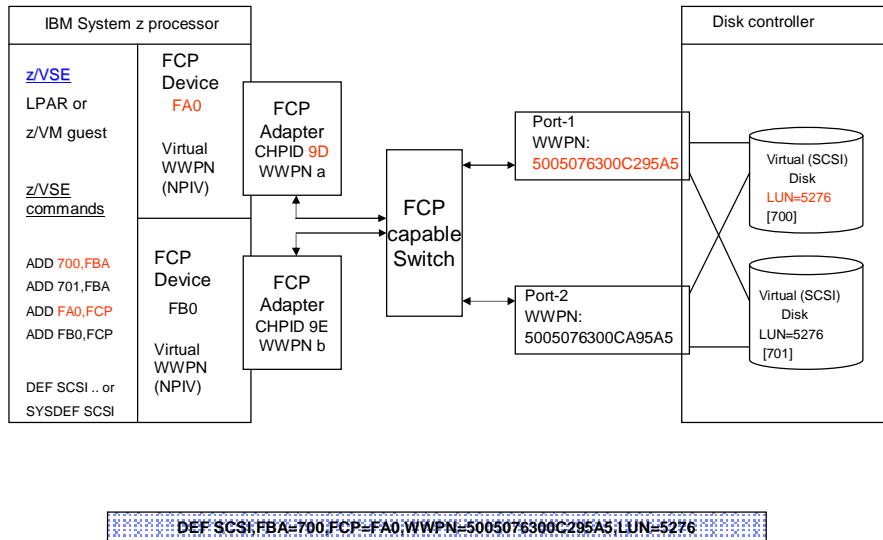 IBM System z processor
z/VSE
LPAR or
z/VM guest
z/VSE
commands
ADD 700,FBA
ADD 701,FBA
ADD FA0,FCP
ADD FB0,FCP
DEF SCSI .. or
SYSDEF SCSI
FCP
Device
FA0
Virtual
WWPN
(NPIV)
FCP
Device
FB0
Virtual
WWPN
(NPIV)
FCP
Adapter
CHPID 9D
WWPN a
FCP
Adapter
CHPID 9E
WWPN b
FCP
capable
Switch
Port-1
WWPN:
5005076300C295A5
Port-2
WWPN:
5005076300CA95A5
Disk controller
Virtual (SCSI)
Disk
LUN=5276
[700]
Virtual (SCSI)
Disk
LUN=5276
[701]
DEF SCSI,FBA=700,FCP=FA0,WWPN=5005076300C295A5,LUN=5276